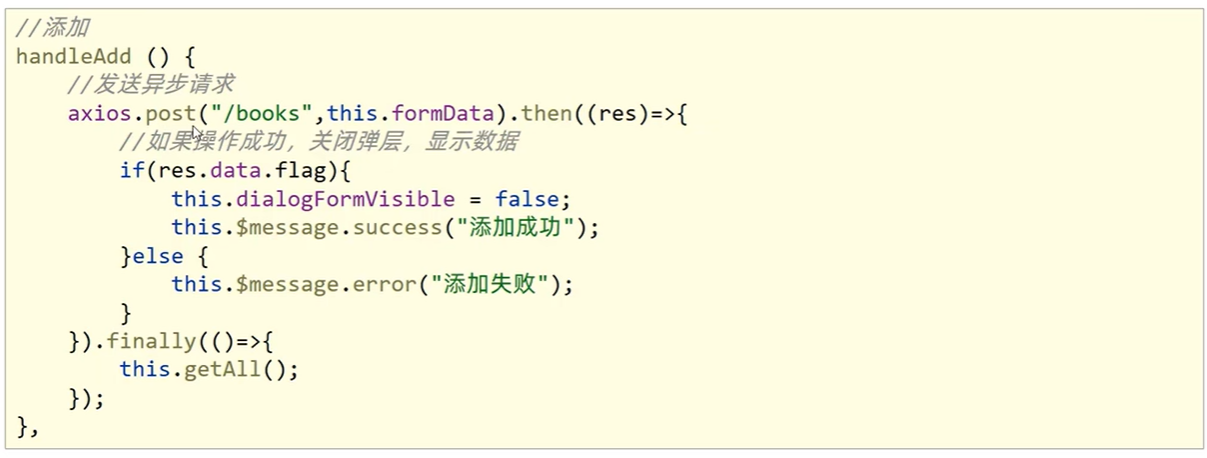 //添加
handleAdd () {
    //发送异步请求
    axios.post("/books",this.formData).then((res)=>{
        //如果操作成功，关闭弹层，显示数据
        if(res.data.flag){
            this.dialogFormVisible = false;
            this.$message.success("添加成功");
        }else {
            this.$message.error("添加失败");
        }
    }).finally(()=>{
        this.getAll();
    });
},